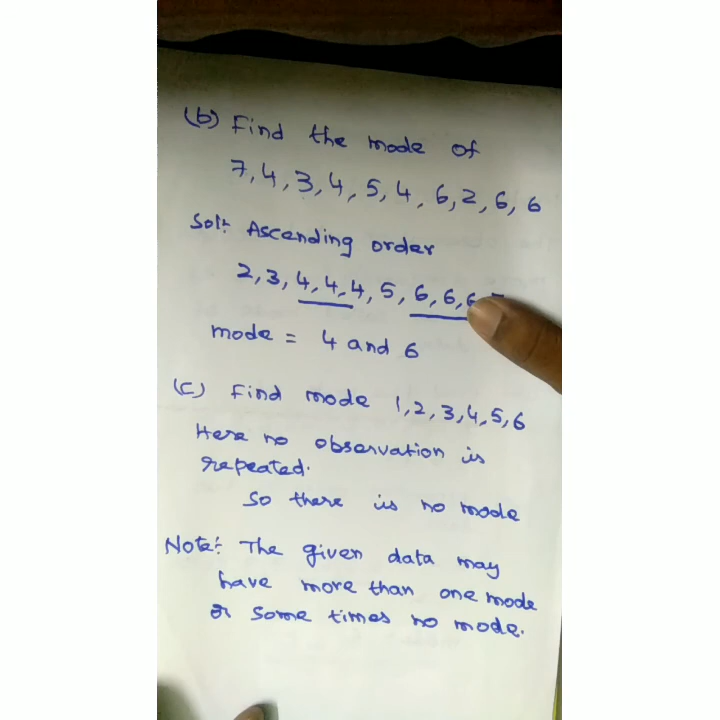 (b) Find the mode of
7, 4, 3, 4, 5, 4, 6, 2, 6, 6
Sol:- Ascending order
2, 3, 4, 4, 4, 5, 6, 6, 6
mode = 4 and 6
(c) Find mode 1, 2, 3, 4, 5, 6
Here no observation is
repeated.
So there is no mode
Note:- The given data may
have more than one mode
or some times no mode.